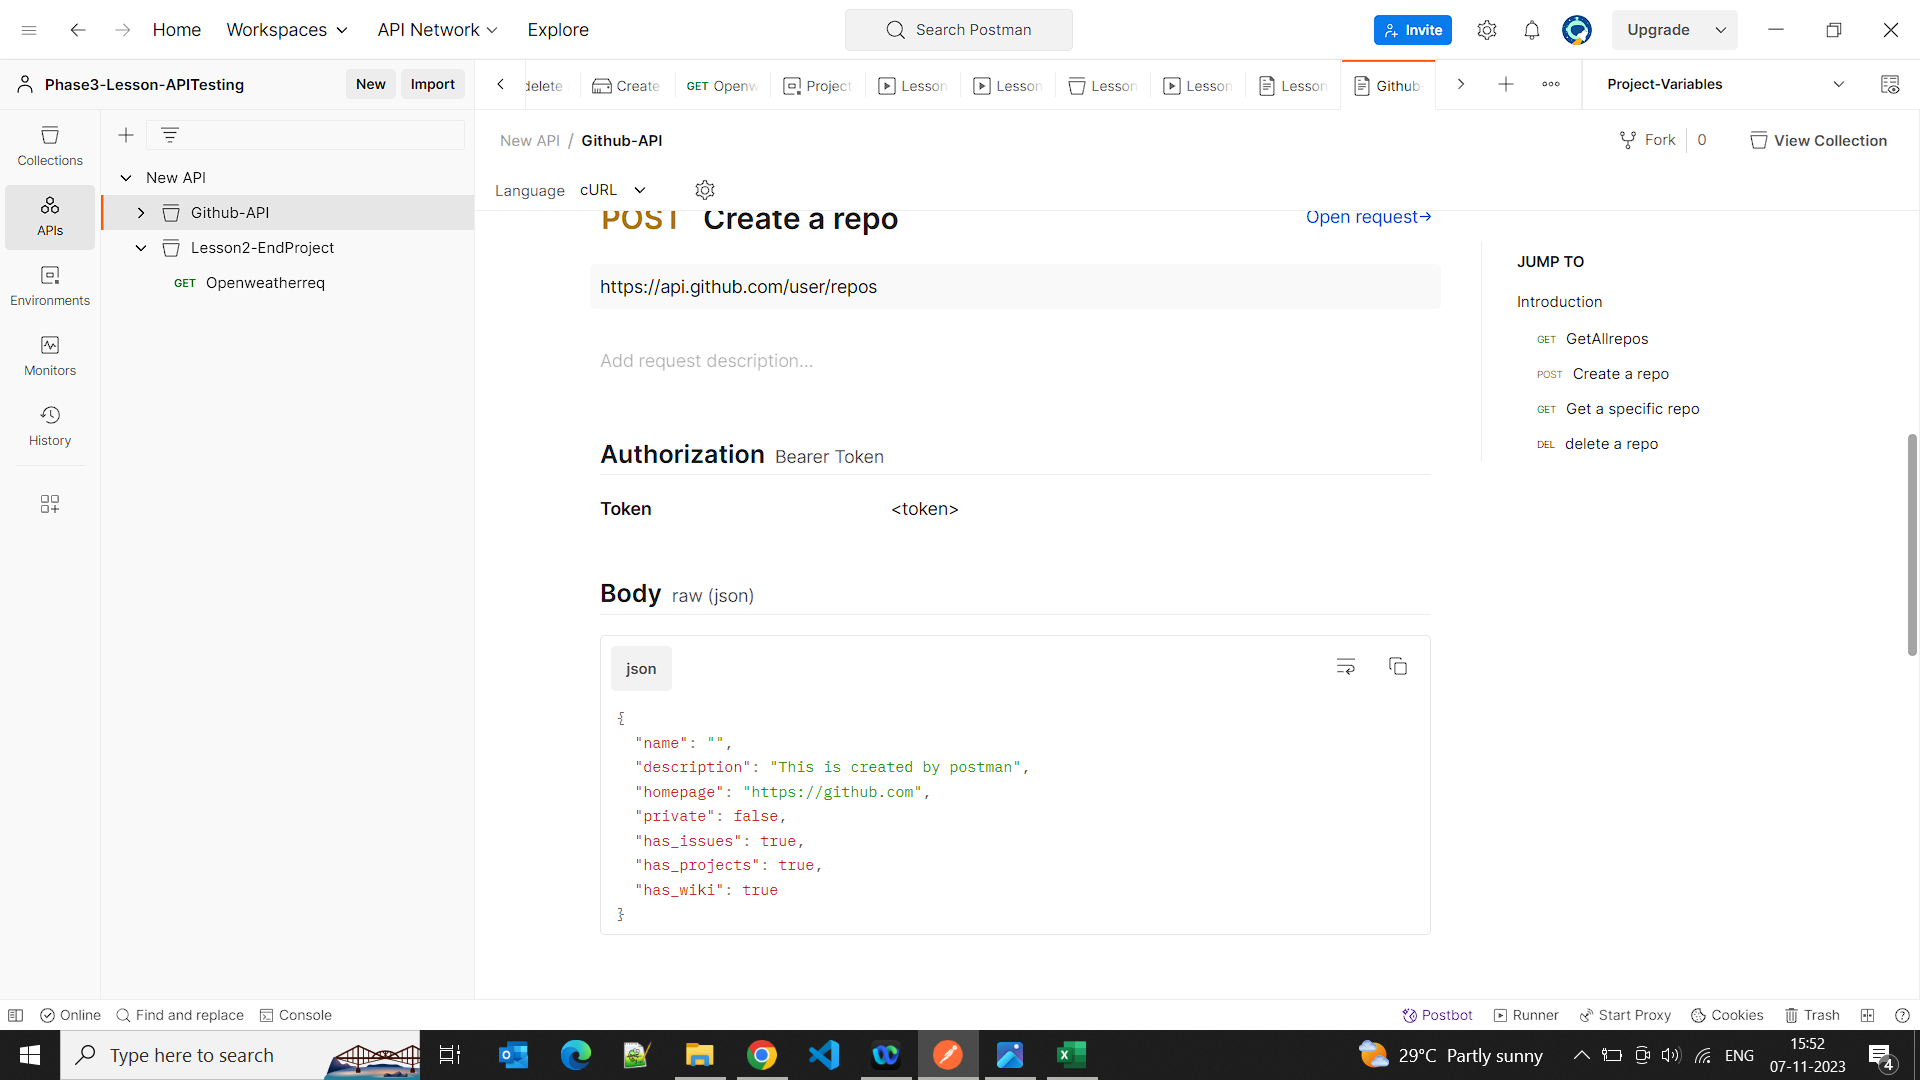 Home
Workspaces
API Network
Explore
Search Postman
Invite
Upgrade
Phase3-Lesson-APITesting
New
Import
delete
Create
GET Openw
Project
Lesson
Lesson
Lesson
Lesson
Lesson
Github
Project-Variables
Collections
APIs
Environments
Monitors
History
New API
Github-API
Lesson2-EndProject
GET Openweatherreq
New API / Github-API
Fork 0
View Collection
Language cURL
POST Create a repo
Open request→
https://api.github.com/user/repos
Add request description...
Authorization Bearer Token
Token <token>
Body raw (json)
json
{
"name": "",
"description": "This is created by postman",
"homepage": "https://github.com",
"private": false,
"has_issues": true,
"has_projects": true,
"has_wiki": true
}
JUMP TO
Introduction
GET GetAllrepos
POST Create a repo
GET Get a specific repo
DEL delete a repo
Online
Find and replace
Console
Postbot
Runner
Start Proxy
Cookies
Trash
Type here to search
29°C Partly sunny
ENG
15:52
07-11-2023
4